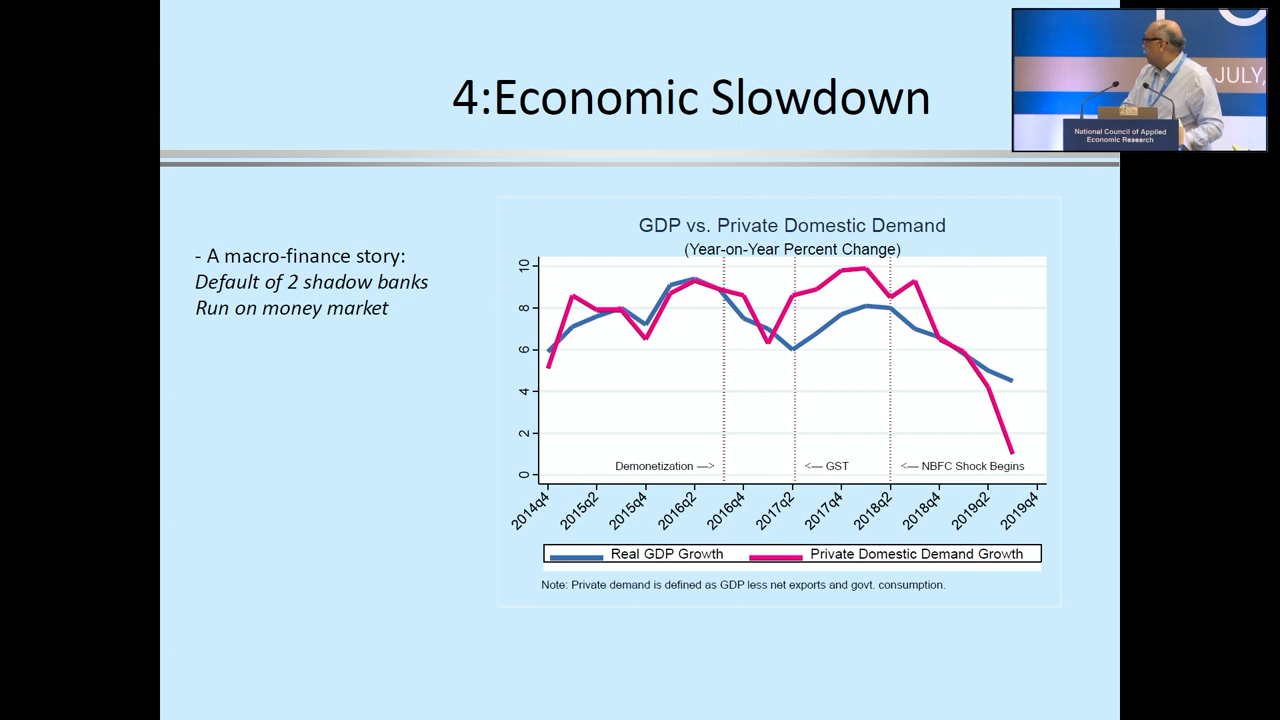 4:Economic Slowdown
JULY,
National Council of Applied
Economic Research
- A macro-finance story:
Default of 2 shadow banks
Run on money market
GDP vs. Private Domestic Demand
(Year-on-Year Percent Change)
10
8
6
4
2
0
Demonetization —>
<— GST
<— NBFC Shock Begins
2014q4
2015q2
2015q4
2016q2
2016q4
2017q2
2017q4
2018q2
2018q4
2019q2
2019q4
Real GDP Growth
Private Domestic Demand Growth
Note: Private demand is defined as GDP less net exports and govt. consumption.